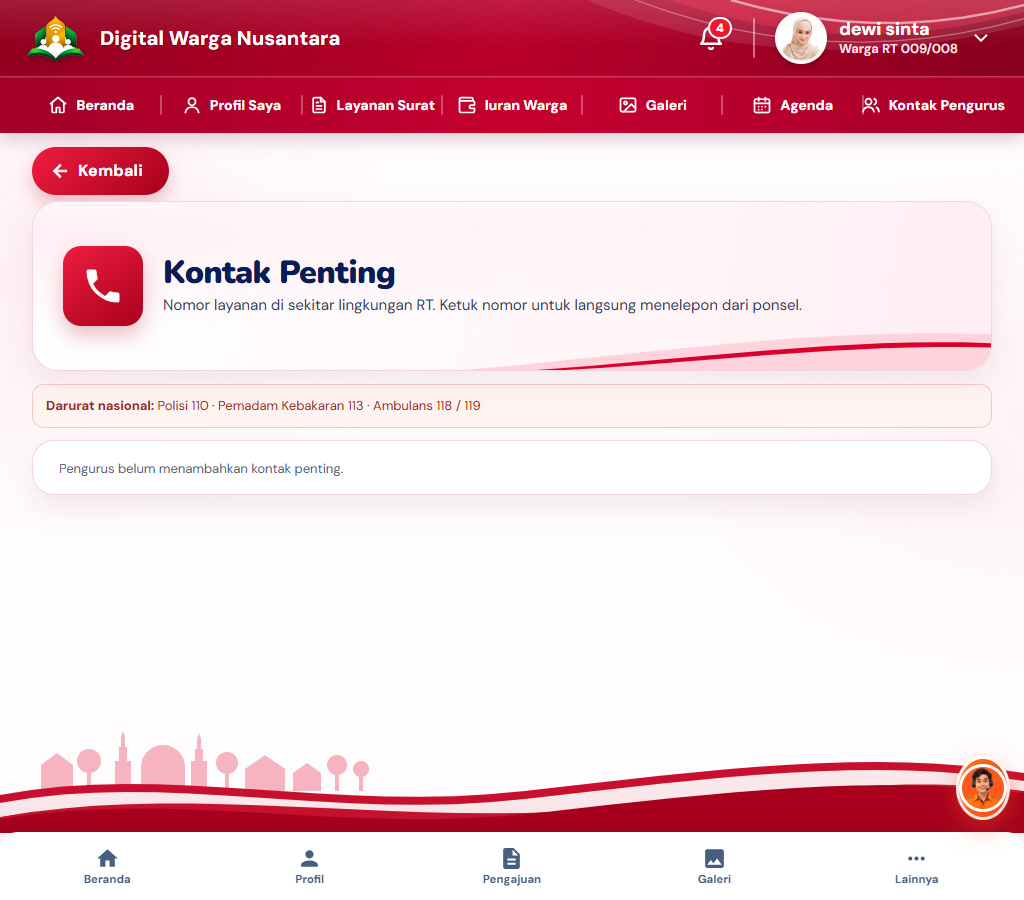 Digital Warga Nusantara
4
dewi sinta
Warga RT 009/008
Beranda
Profil Saya
Layanan Surat
Iuran Warga
Galeri
Agenda
Kontak Pengurus
Kembali
Kontak Penting
Nomor layanan di sekitar lingkungan RT. Ketuk nomor untuk langsung menelepon dari ponsel.
Darurat nasional: Polisi 110 · Pemadam Kebakaran 113 · Ambulans 118 / 119
Pengurus belum menambahkan kontak penting.
Beranda
Profil
Pengajuan
Galeri
Lainnya